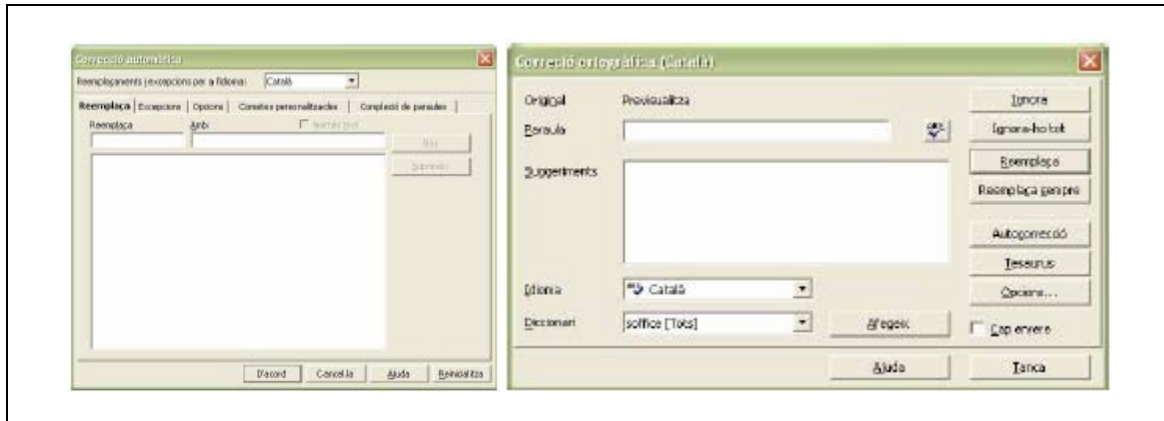 Correcció automàtica
Reemplaçaments i excepcions per a l'idioma: Català
Reemplaça Excepcions Opcions Cometes personalitzades Compleció de paraules
Reemplaça Amb: Només text
Nou
Suprimeix
D'acord Cancel·la Ajuda Reinicialitza
Correció ortogràfica (Català)
Original Previsualitza Ignora
Paraula Ignora-ho tot
Suggeriments Reemplaça
Reemplaça sempre
Autocorrecció
Tesaurus
Idioma Català Opcions...
Diccionari soffice [Tots] Afegeix Cap enrere
Ajuda Tanca